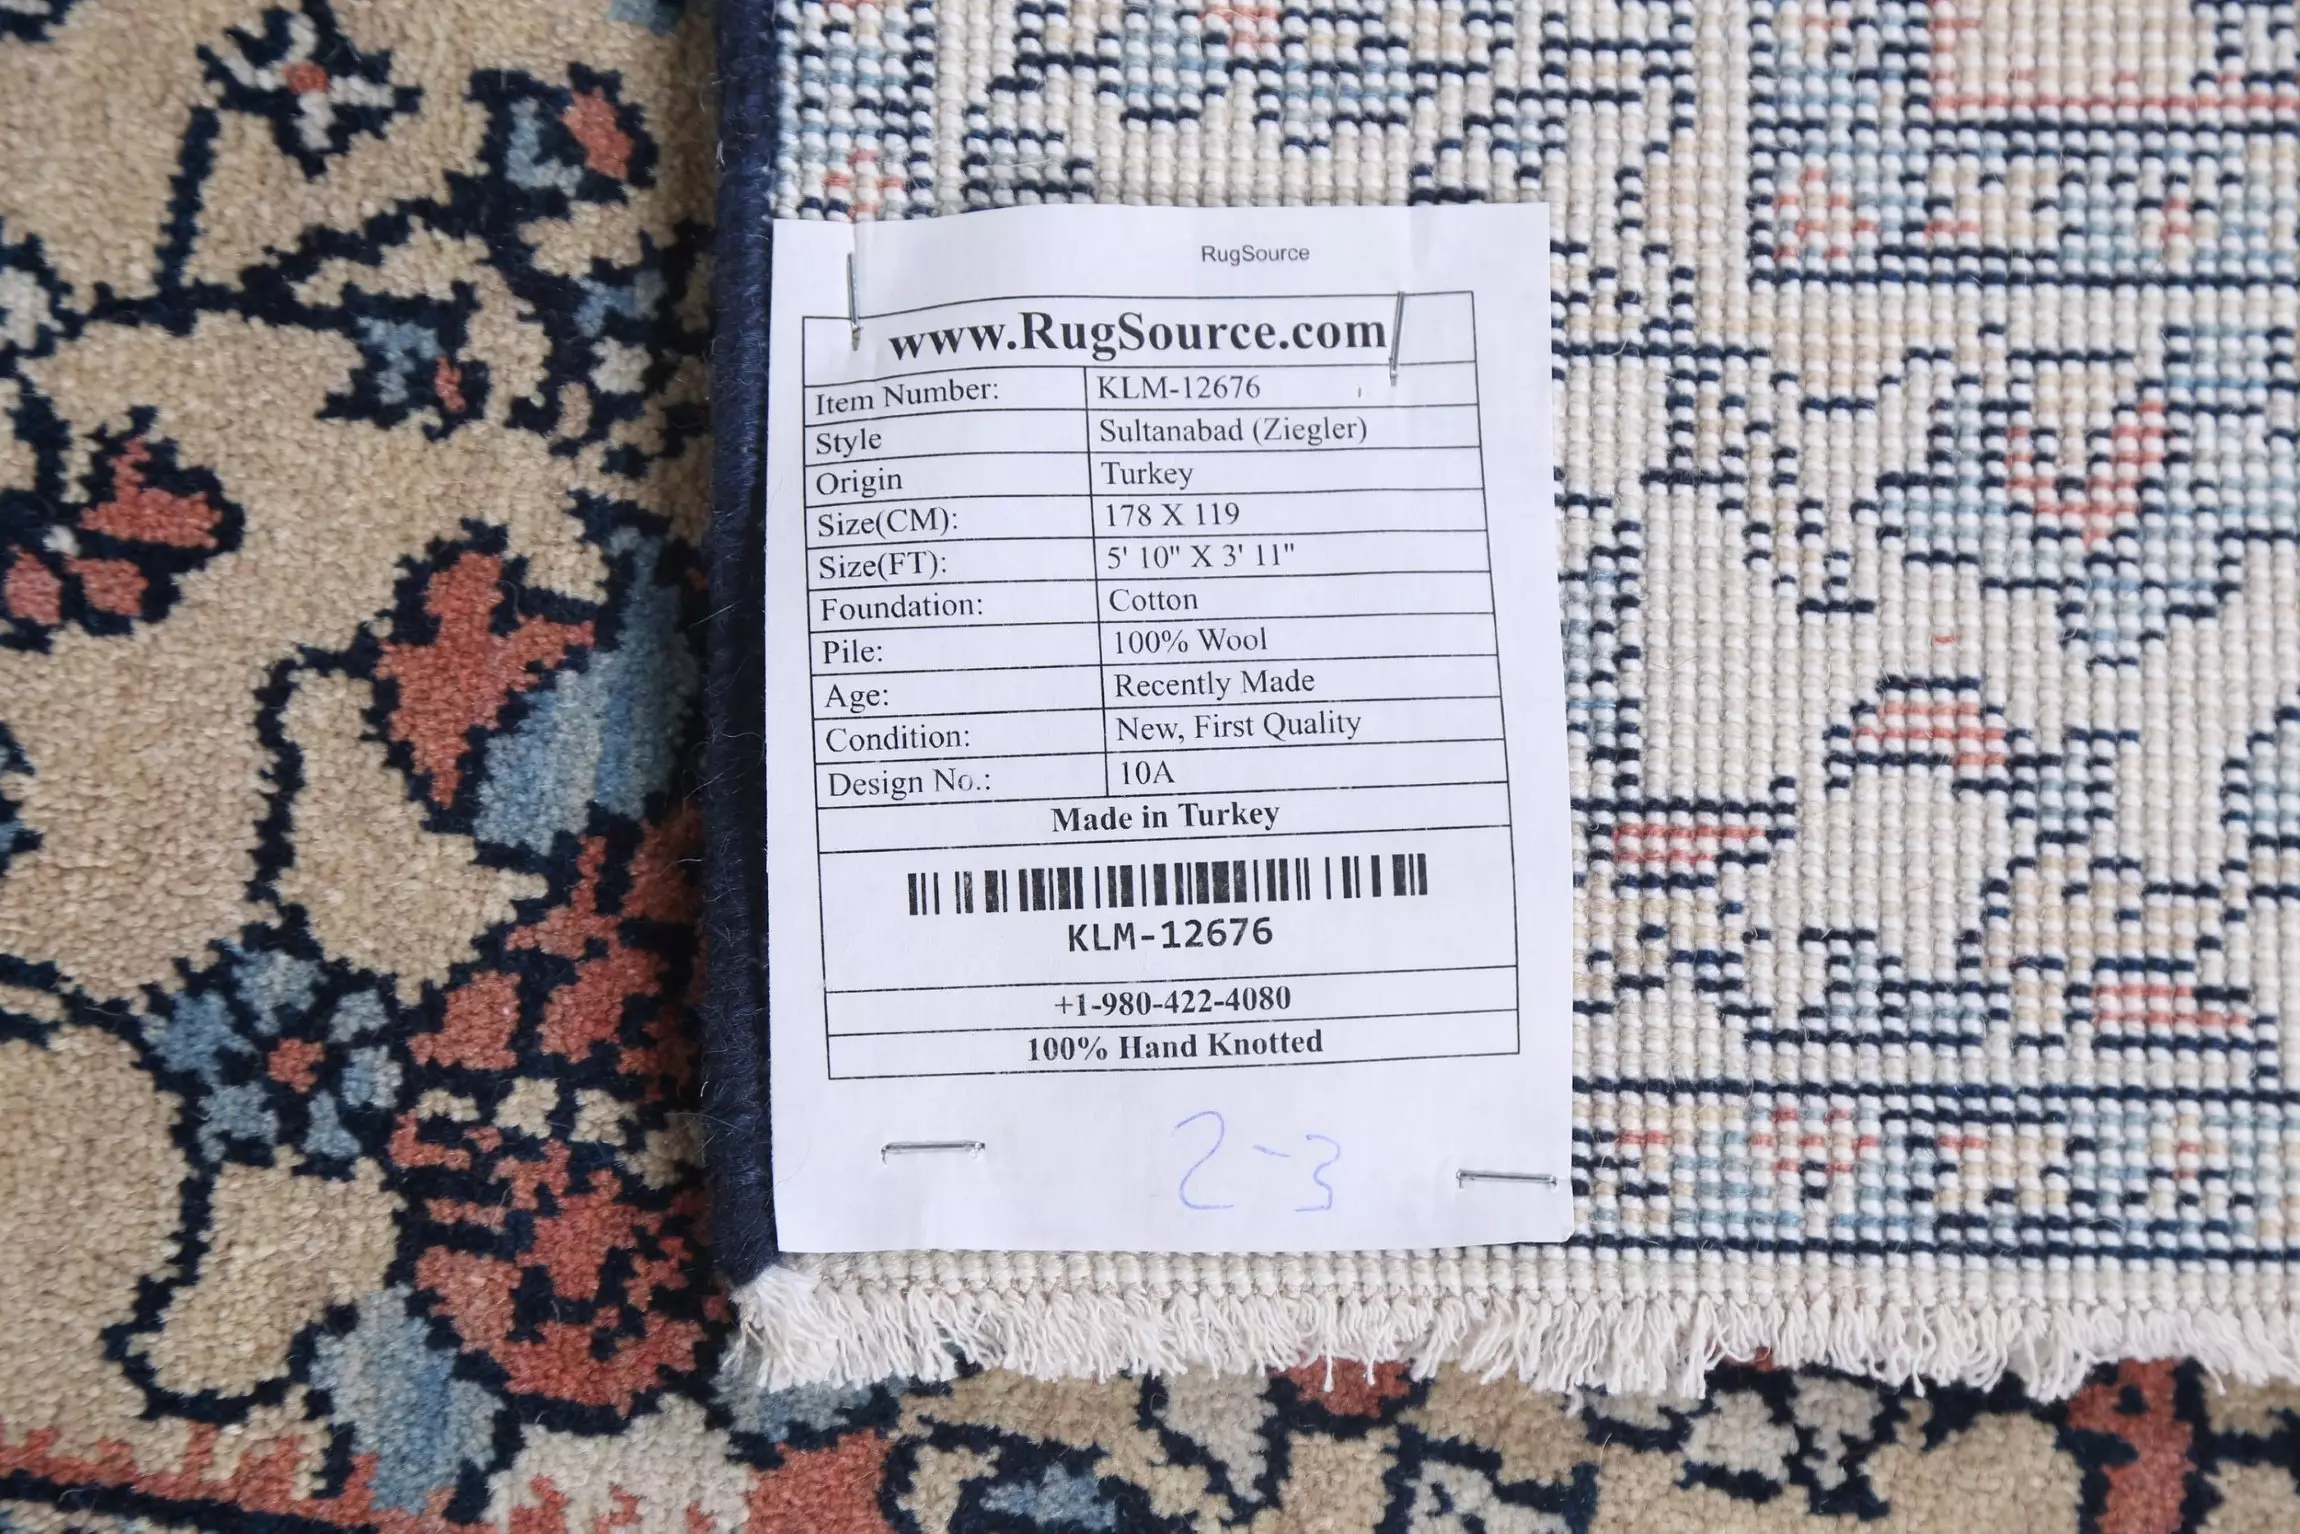 RugSource
www.RugSource.com
Item Number: KLM-12676
Style Sultanabad (Ziegler)
Origin Turkey
Size(CM): 178 X 119
Size(FT): 5' 10" X 3' 11"
Foundation: Cotton
Pile: 100% Wool
Age: Recently Made
Condition: New, First Quality
Design No.: 10A
Made in Turkey
KLM-12676
+1-980-422-4080
100% Hand Knotted
2-3